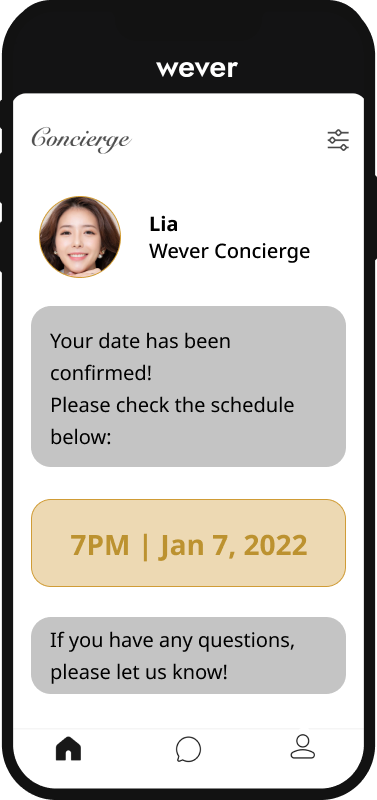 wever
Concierge
Lia
Wever Concierge
Your date has been
confirmed!
Please check the schedule
below:
7PM | Jan 7, 2022
If you have any questions,
please let us know!